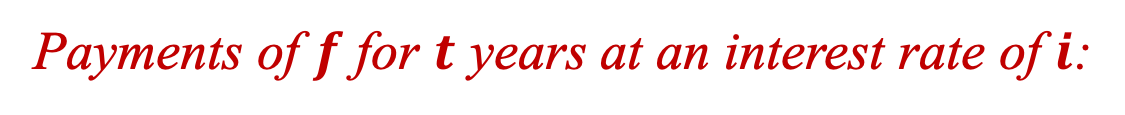 Payments of f for t years at an interest rate of i: